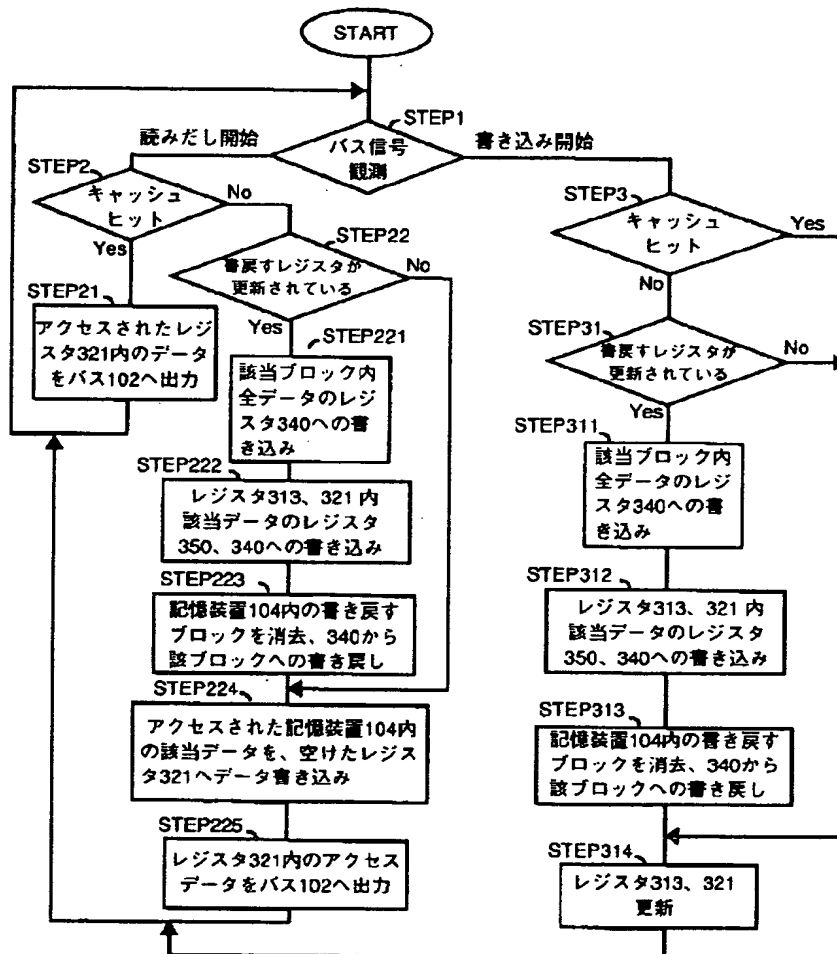 START
STEP1
バス信号
観測
読みだし開始
書き込み開始
STEP2
キャッシュ
ヒット
No
Yes
STEP21
アクセスされたレジ
スタ321内のデータ
をバス102へ出力
STEP22
書戻すレジスタが
更新されている
No
Yes
STEP221
該当ブロック内
全データのレジ
スタ340への書
き込み
STEP222
レジスタ313、321内
該当データのレジスタ
350、340への書き込み
STEP223
記憶装置104内の書き戻す
ブロックを消去、340から
該ブロックへの書き戻し
STEP224
アクセスされた記憶装置104内
の該当データを、空けたレジス
タ321へデータ書き込み
STEP225
レジスタ321内のアクセス
データをバス102へ出力
STEP3
キャッシュ
ヒット
Yes
No
STEP31
書戻すレジスタが
更新されている
No
Yes
STEP311
該当ブロック内
全データのレジ
スタ340への書
き込み
STEP312
レジスタ313、321内
該当データのレジスタ
350、340への書き込み
STEP313
記憶装置104内の書き戻す
ブロックを消去、340から
該ブロックへの書き戻し
STEP314
レジスタ313、321
更新